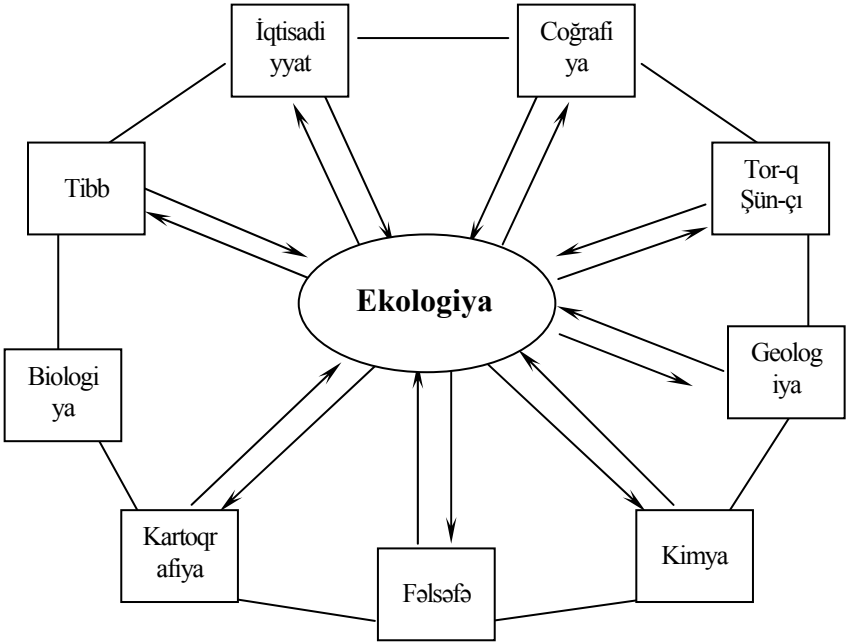 İqtisadi
yyat
Coğrafi
ya
Tibb
Tor-q
Şün-çı
Ekologiya
Biologi
ya
Geolog
iya
Kartoqr
afiya
Fəlsəfə
Kimya